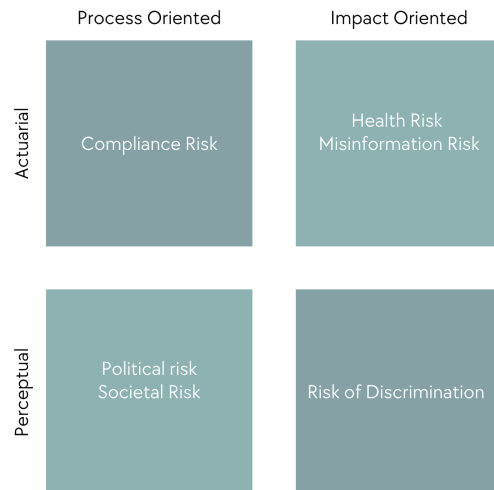 Process Oriented
Impact Oriented
Actuarial
Compliance Risk
Health Risk
Misinformation Risk
Perceptual
Political risk
Societal Risk
Risk of Discrimination